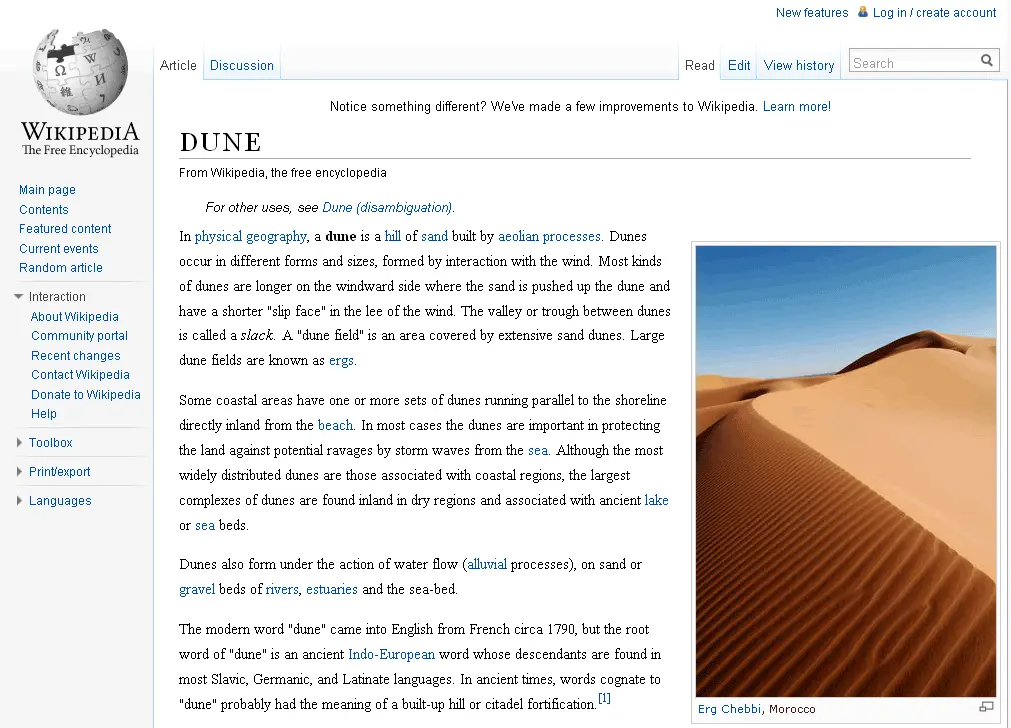 New features Log in / create account
WIKIPEDIA
The Free Encyclopedia
Main page
Contents
Featured content
Current events
Random article
Interaction
About Wikipedia
Community portal
Recent changes
Contact Wikipedia
Donate to Wikipedia
Help
Toolbox
Print/export
Languages
Article Discussion Read Edit View history Search
Notice something different? We've made a few improvements to Wikipedia. Learn more!
DUNE
From Wikipedia, the free encyclopedia
For other uses, see Dune (disambiguation).
In physical geography, a dune is a hill of sand built by aeolian processes. Dunes
occur in different forms and sizes, formed by interaction with the wind. Most kinds
of dunes are longer on the windward side where the sand is pushed up the dune and
have a shorter "slip face" in the lee of the wind. The valley or trough between dunes
is called a slack. A "dune field" is an area covered by extensive sand dunes. Large
dune fields are known as ergs.
Some coastal areas have one or more sets of dunes running parallel to the shoreline
directly inland from the beach. In most cases the dunes are important in protecting
the land against potential ravages by storm waves from the sea. Although the most
widely distributed dunes are those associated with coastal regions, the largest
complexes of dunes are found inland in dry regions and associated with ancient lake
or sea beds.
Dunes also form under the action of water flow (alluvial processes), on sand or
gravel beds of rivers, estuaries and the sea-bed.
The modern word "dune" came into English from French circa 1790, but the root
word of "dune" is an ancient Indo-European word whose descendants are found in
most Slavic, Germanic, and Latinate languages. In ancient times, words cognate to
"dune" probably had the meaning of a built-up hill or citadel fortification.[1]
Erg Chebbi, Morocco